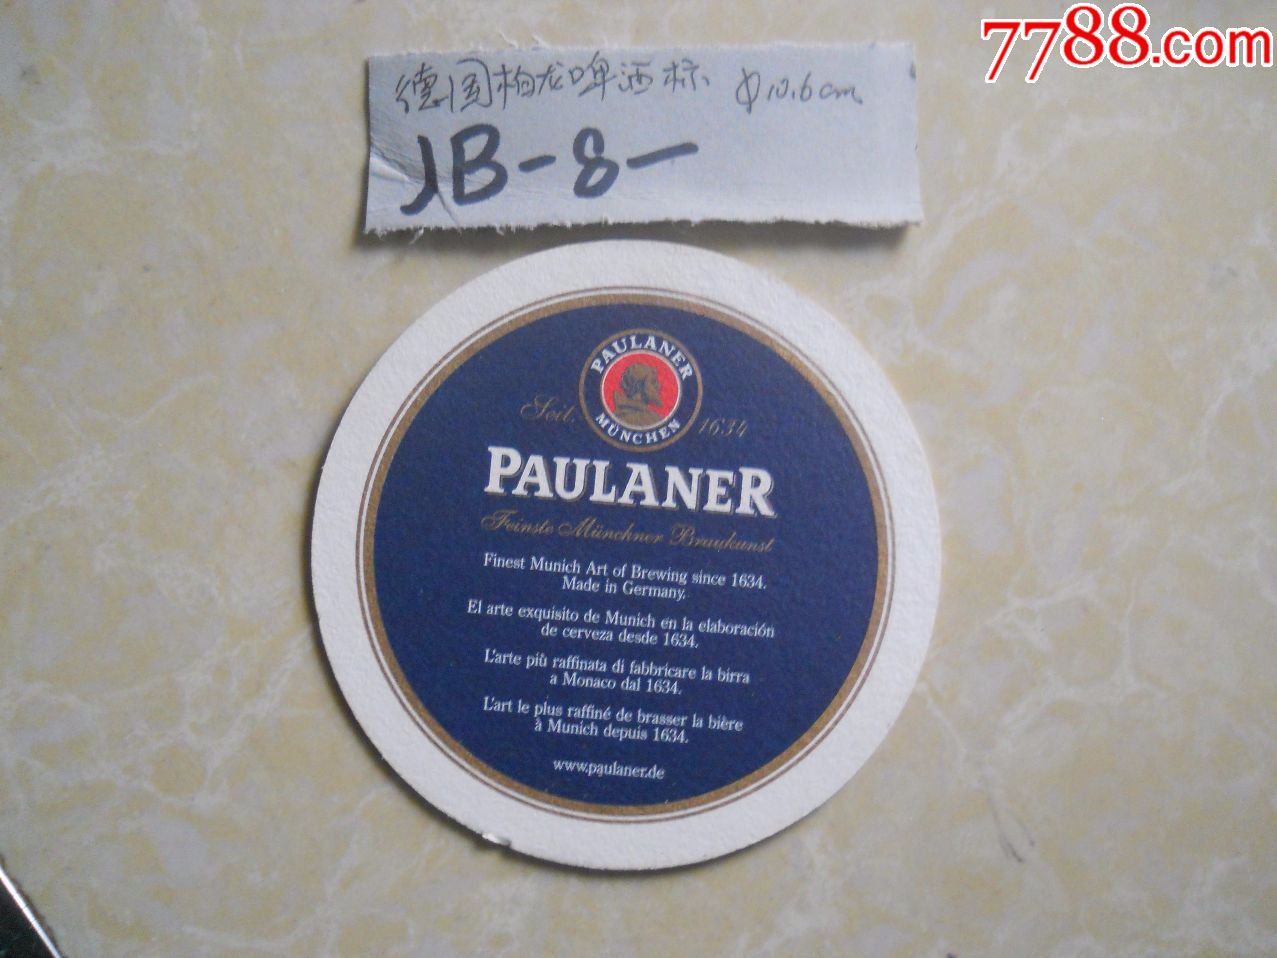 7788.com
德国柏龙啤酒标 φ10.6cm
JB-8-
PAULANER
MÜNCHEN
Seit 1634
PAULANER
Feinste Münchner Braukunst
Finest Munich Art of Brewing since 1634.
Made in Germany.
El arte exquisito de Munich en la elaboración
de cerveza desde 1634.
L'arte più raffinata di fabbricare la birra
a Monaco dal 1634.
L'art le plus raffiné de brasser la bière
à Munich depuis 1634.
www.paulaner.de